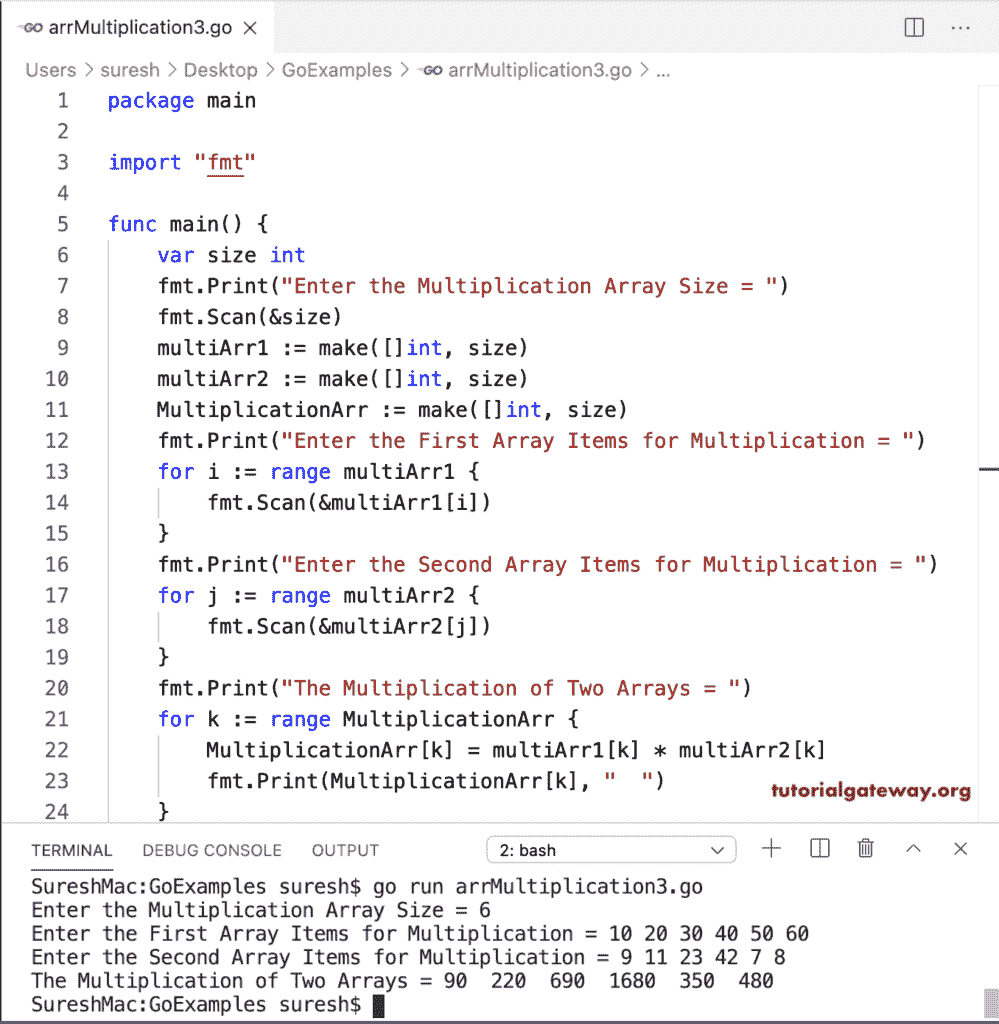 GO arrMultiplication3.go
Users > suresh > Desktop > GoExamples > GO arrMultiplication3.go > ...
1 package main
2
3 import "fmt"
4
5 func main() {
6 var size int
7 fmt.Print("Enter the Multiplication Array Size = ")
8 fmt.Scan(&size)
9 multiArr1 := make([]int, size)
10 multiArr2 := make([]int, size)
11 MultiplicationArr := make([]int, size)
12 fmt.Print("Enter the First Array Items for Multiplication = ")
13 for i := range multiArr1 {
14 fmt.Scan(&multiArr1[i])
15 }
16 fmt.Print("Enter the Second Array Items for Multiplication = ")
17 for j := range multiArr2 {
18 fmt.Scan(&multiArr2[j])
19 }
20 fmt.Print("The Multiplication of Two Arrays = ")
21 for k := range MultiplicationArr {
22 MultiplicationArr[k] = multiArr1[k] * multiArr2[k]
23 fmt.Print(MultiplicationArr[k], "  ")
tutorialgateway.org
24 }
TERMINAL DEBUG CONSOLE OUTPUT 2: bash
SureshMac:GoExamples suresh$ go run arrMultiplication3.go
Enter the Multiplication Array Size = 6
Enter the First Array Items for Multiplication = 10 20 30 40 50 60
Enter the Second Array Items for Multiplication = 9 11 23 42 7 8
The Multiplication of Two Arrays = 90  220  690  1680  350  480
SureshMac:GoExamples suresh$